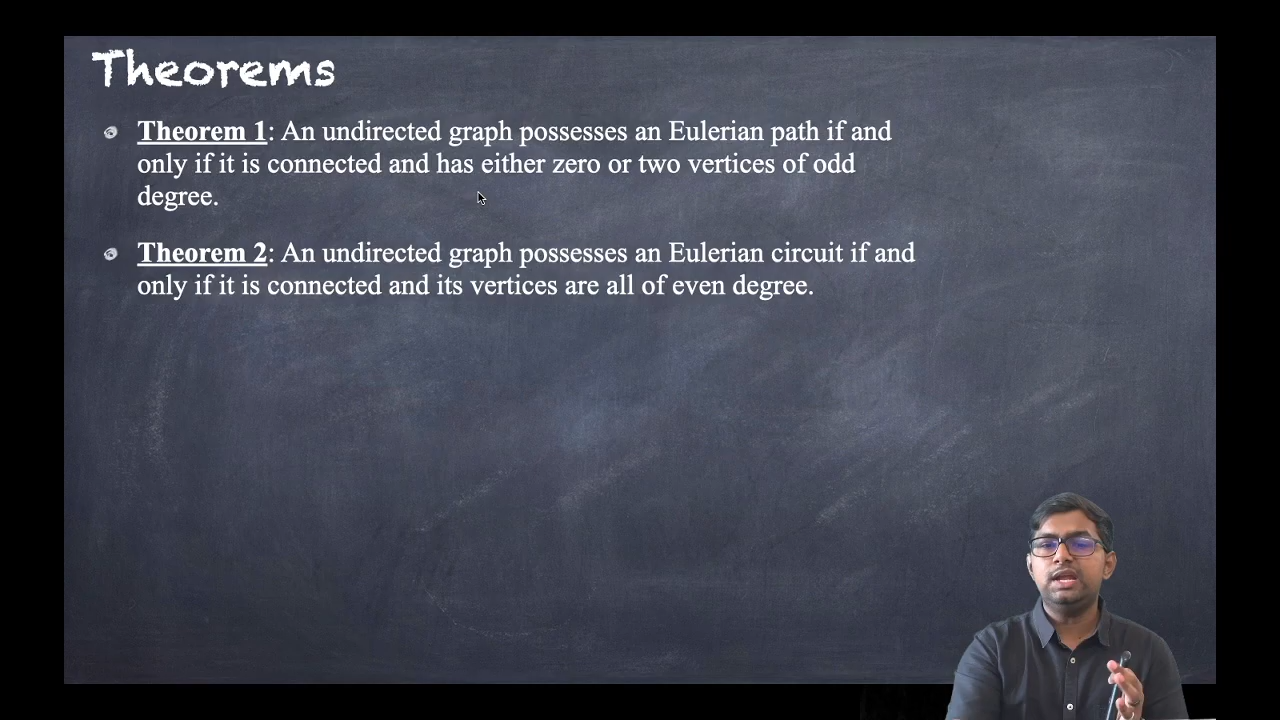 Theorems
Theorem 1: An undirected graph possesses an Eulerian path if and
only if it is connected and has either zero or two vertices of odd
degree.
Theorem 2: An undirected graph possesses an Eulerian circuit if and
only if it is connected and its vertices are all of even degree.